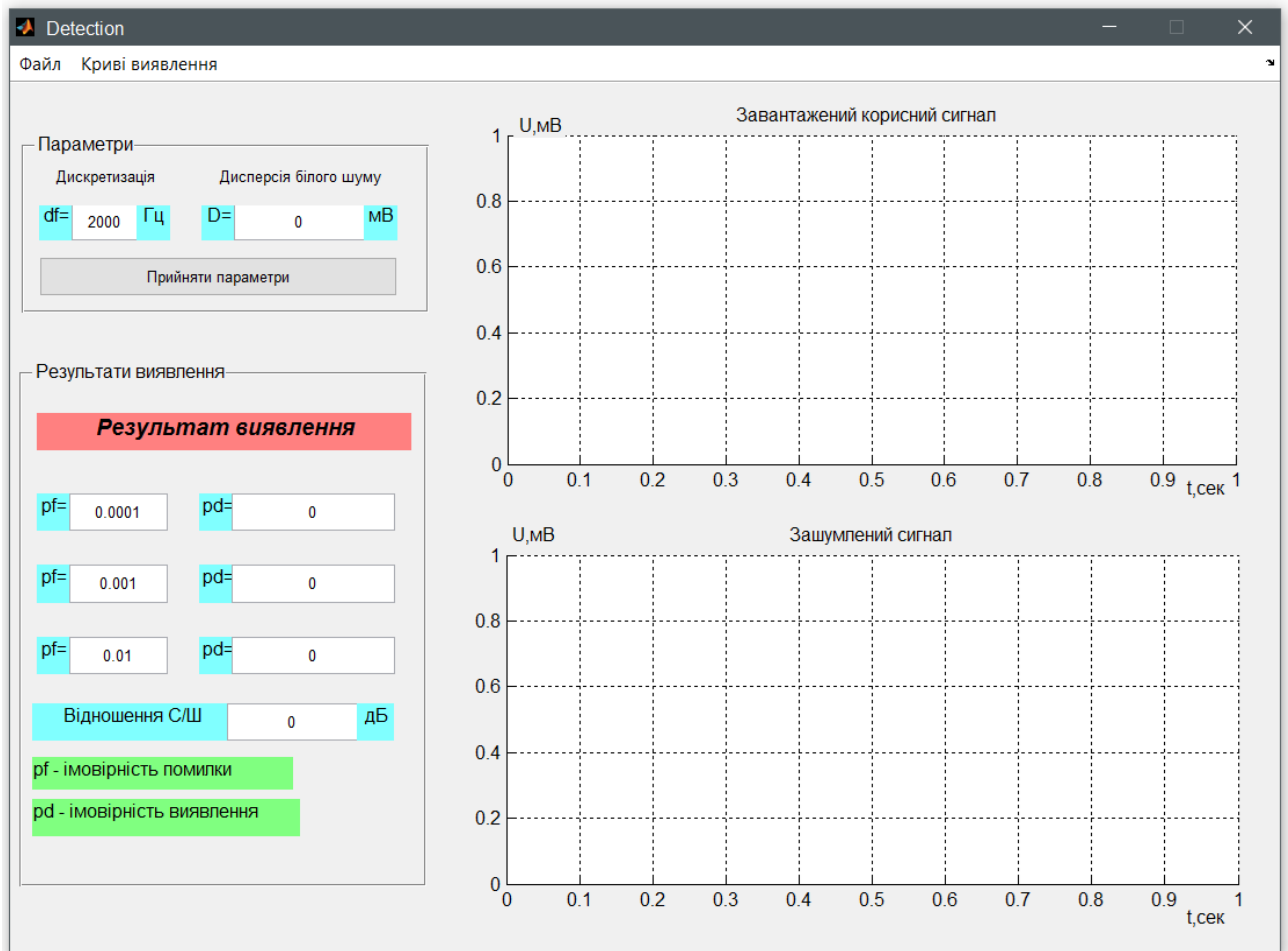 Detection
Файл Криві виявлення
Параметри
Дискретизація Дисперсія білого шуму
df= 2000 Гц D= 0 мВ
Прийняти параметри
Результати виявлення
Результат виявлення
pf= 0.0001 pd= 0
pf= 0.001 pd= 0
pf= 0.01 pd= 0
Відношення С/Ш 0 дБ
pf - імовірність помилки
pd - імовірність виявлення
Завантажений корисний сигнал
U,мВ
1
0.8
0.6
0.4
0.2
0
0 0.1 0.2 0.3 0.4 0.5 0.6 0.7 0.8 0.9 1
t,сек
Зашумлений сигнал
U,мВ
1
0.8
0.6
0.4
0.2
0
0 0.1 0.2 0.3 0.4 0.5 0.6 0.7 0.8 0.9 1
t,сек